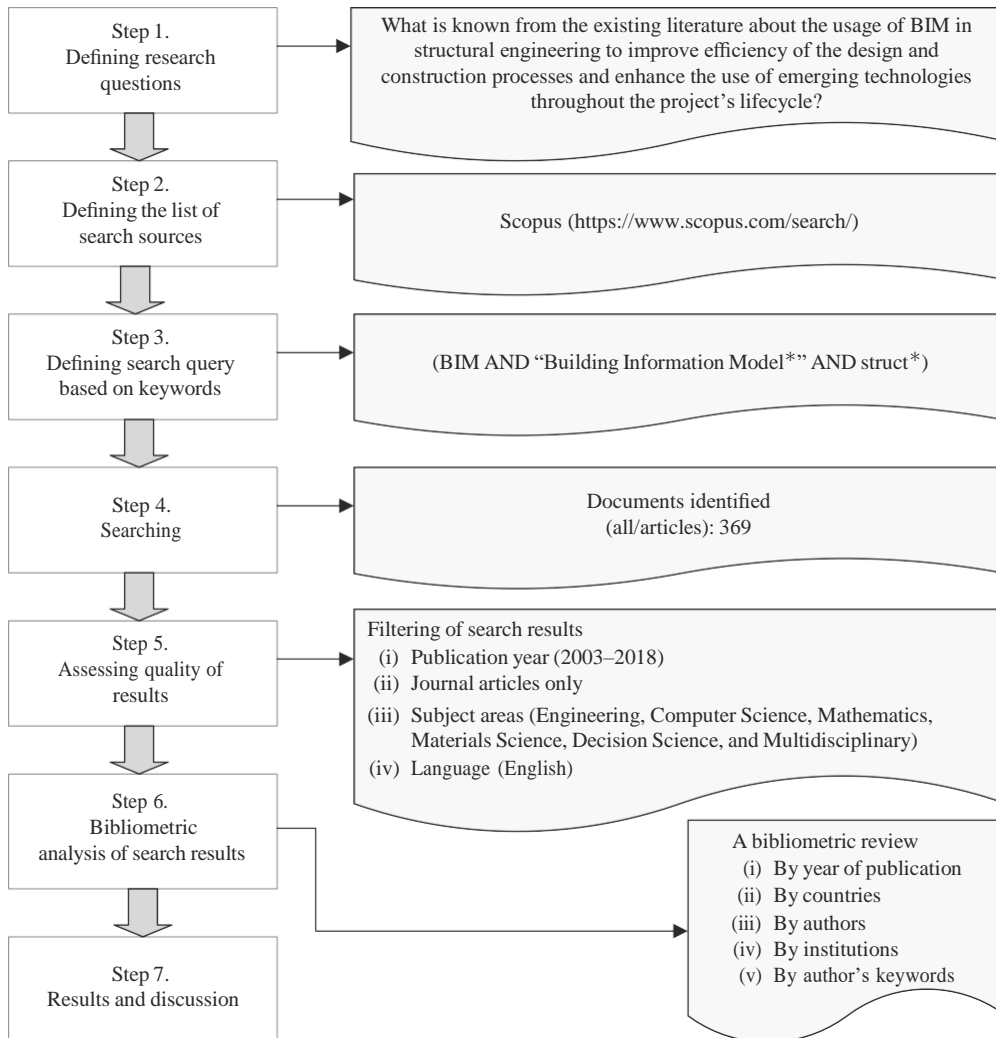 Step 1.
Defining research
questions
What is known from the existing literature about the usage of BIM in
structural engineering to improve efficiency of the design and
construction processes and enhance the use of emerging technologies
throughout the project's lifecycle?
Step 2.
Defining the list of
search sources
Scopus (https://www.scopus.com/search/)
Step 3.
Defining search query
based on keywords
(BIM AND “Building Information Model*” AND struct*)
Step 4.
Searching
Documents identified
(all/articles): 369
Step 5.
Assessing quality of
results
Filtering of search results
(i) Publication year (2003–2018)
(ii) Journal articles only
(iii) Subject areas (Engineering, Computer Science, Mathematics,
Materials Science, Decision Science, and Multidisciplinary)
(iv) Language (English)
Step 6.
Bibliometric
analysis of search results
A bibliometric review
(i) By year of publication
(ii) By countries
(iii) By authors
(iv) By institutions
(v) By author's keywords
Step 7.
Results and discussion